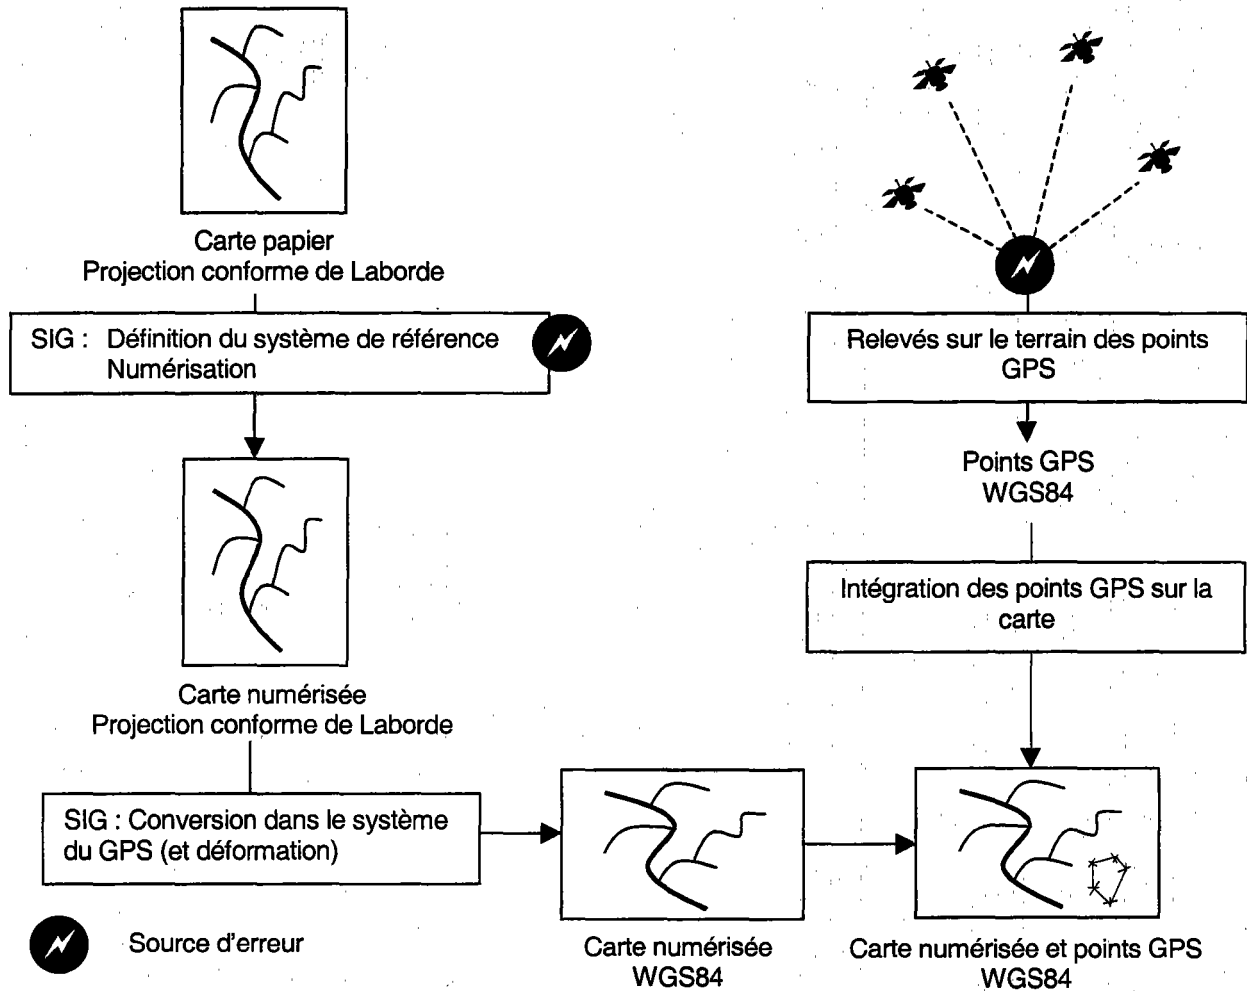 Carte papier
Projection conforme de Laborde
SIG : Définition du système de référence
Numérisation
Carte numérisée
Projection conforme de Laborde
SIG : Conversion dans le système
du GPS (et déformation)
Source d'erreur
Carte numérisée
WGS84
Relevés sur le terrain des points
GPS
Points GPS
WGS84
Intégration des points GPS sur la
carte
Carte numérisée et points GPS
WGS84